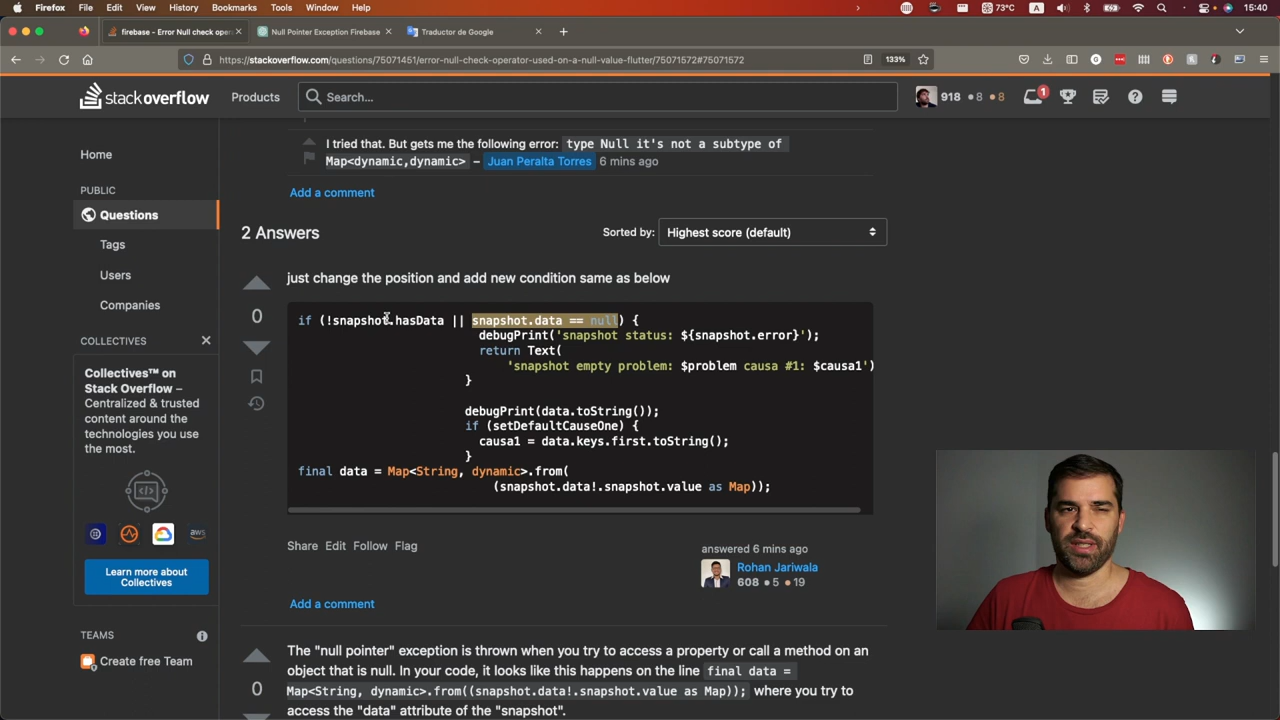 Firefox File Edit View History Bookmarks Tools Window Help
73°C A 15:40
firebase - Error Null check oper
Null Pointer Exception Firebase
Traductor de Google
https://stackoverflow.com/questions/75071451/error-null-check-operator-used-on-a-null-value-flutter/75071572#75071572
133%
stackoverflow
Products
Search...
918 8 8
1
I tried that. But gets me the following error: type Null it's not a subtype of
Map<dynamic,dynamic> – Juan Peralta Torres 6 mins ago
Add a comment
Home
PUBLIC
Questions
Tags
Users
Companies
COLLECTIVES
Collectives™ on
Stack Overflow –
Centralized & trusted
content around the
technologies you use
the most.
aws
Learn more about
Collectives
TEAMS
Create free Team
2 Answers
Sorted by: Highest score (default)
0
just change the position and add new condition same as below
if (!snapshot.hasData || snapshot.data == null) {
debugPrint('snapshot status: ${snapshot.error}');
return Text(
'snapshot empty problem: $problem causa #1: $causa1')
}
debugPrint(data.toString());
if (setDefaultCauseOne) {
causa1 = data.keys.first.toString();
}
final data = Map<String, dynamic>.from(
(snapshot.data!.snapshot.value as Map));
Share Edit Follow Flag
answered 6 mins ago
Rohan Jariwala
608 5 19
Add a comment
0
The "null pointer" exception is thrown when you try to access a property or call a method on an
object that is null. In your code, it looks like this happens on the line final data =
Map<String, dynamic>.from((snapshot.data!.snapshot.value as Map)); where you try to
access the "data" attribute of the "snapshot".